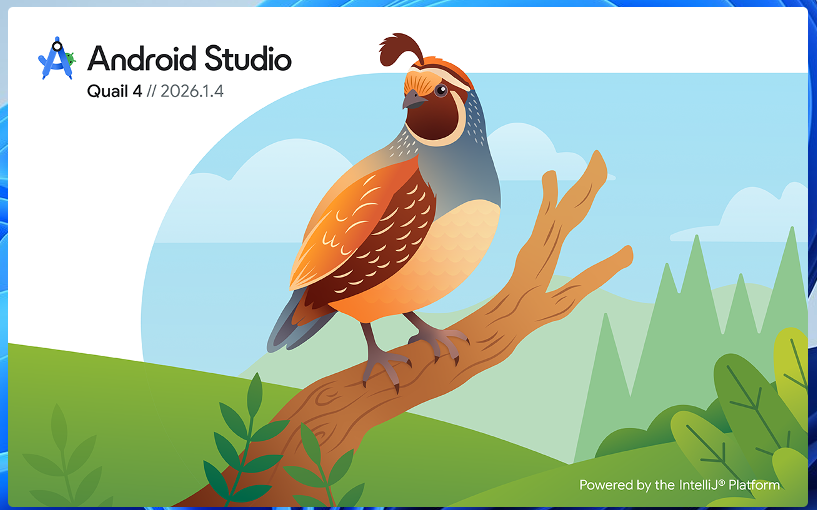 Android Studio
Quail 4 // 2026.1.4
Powered by the IntelliJ® Platform